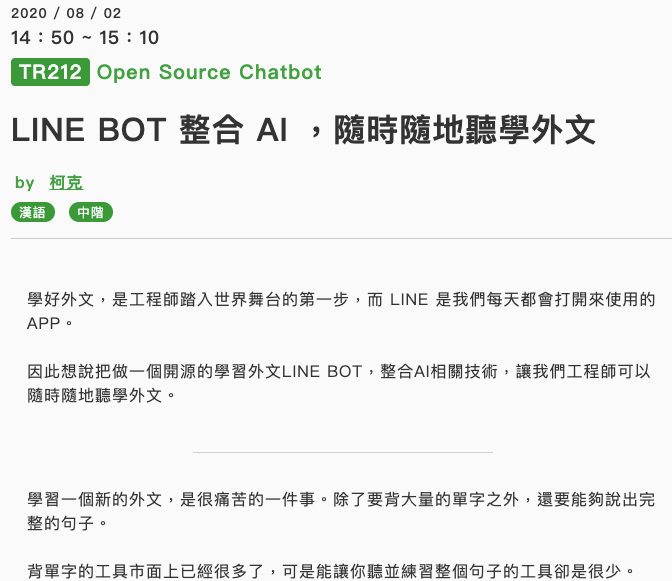 2020 / 08 / 02
14：50 ~ 15：10
TR212 Open Source Chatbot
LINE BOT 整合 AI ，隨時隨地聽學外文
by 柯克
漢語 中階
學好外文，是工程師踏入世界舞台的第一步，而 LINE 是我們每天都會打開來使用的
APP。
因此想說把做一個開源的學習外文LINE BOT，整合AI相關技術，讓我們工程師可以
隨時隨地聽學外文。
學習一個新的外文，是很痛苦的一件事。除了要背大量的單字之外，還要能夠說出完
整的句子。
背單字的工具市面上已經很多了，可是能讓你聽並練習整個句子的工具卻是很少。